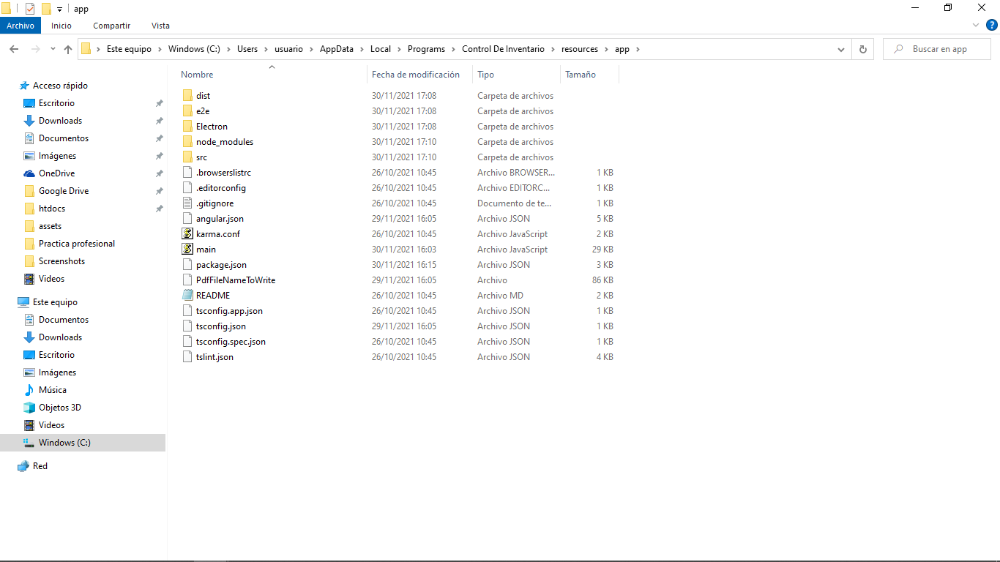 app
Archivo Inicio Compartir Vista
Este equipo Windows (C:) Users usuario AppData Local Programs Control De Inventario resources app Buscar en app
Acceso rápido
Escritorio
Downloads
Documentos
Imágenes
OneDrive
Google Drive
htdocs
assets
Practica profesional
Screenshots
Videos
Este equipo
Documentos
Downloads
Escritorio
Imágenes
Música
Objetos 3D
Videos
Windows (C:)
Red
Nombre Fecha de modificación Tipo Tamaño
dist 30/11/2021 17:08 Carpeta de archivos
e2e 30/11/2021 17:08 Carpeta de archivos
Electron 30/11/2021 17:08 Carpeta de archivos
node_modules 30/11/2021 17:10 Carpeta de archivos
src 30/11/2021 17:10 Carpeta de archivos
.browserslistrc 26/10/2021 10:45 Archivo BROWSER... 1 KB
.editorconfig 26/10/2021 10:45 Archivo EDITORC... 1 KB
.gitignore 26/10/2021 10:45 Documento de te... 1 KB
angular.json 29/11/2021 16:05 Archivo JSON 5 KB
karma.conf 26/10/2021 10:45 Archivo JavaScript 2 KB
main 30/11/2021 16:03 Archivo JavaScript 29 KB
package.json 30/11/2021 16:15 Archivo JSON 3 KB
PdfFileNameToWrite 29/11/2021 16:05 Archivo 86 KB
README 26/10/2021 10:45 Archivo MD 2 KB
tsconfig.app.json 26/10/2021 10:45 Archivo JSON 1 KB
tsconfig.json 29/11/2021 16:05 Archivo JSON 1 KB
tsconfig.spec.json 26/10/2021 10:45 Archivo JSON 1 KB
tslint.json 26/10/2021 10:45 Archivo JSON 4 KB